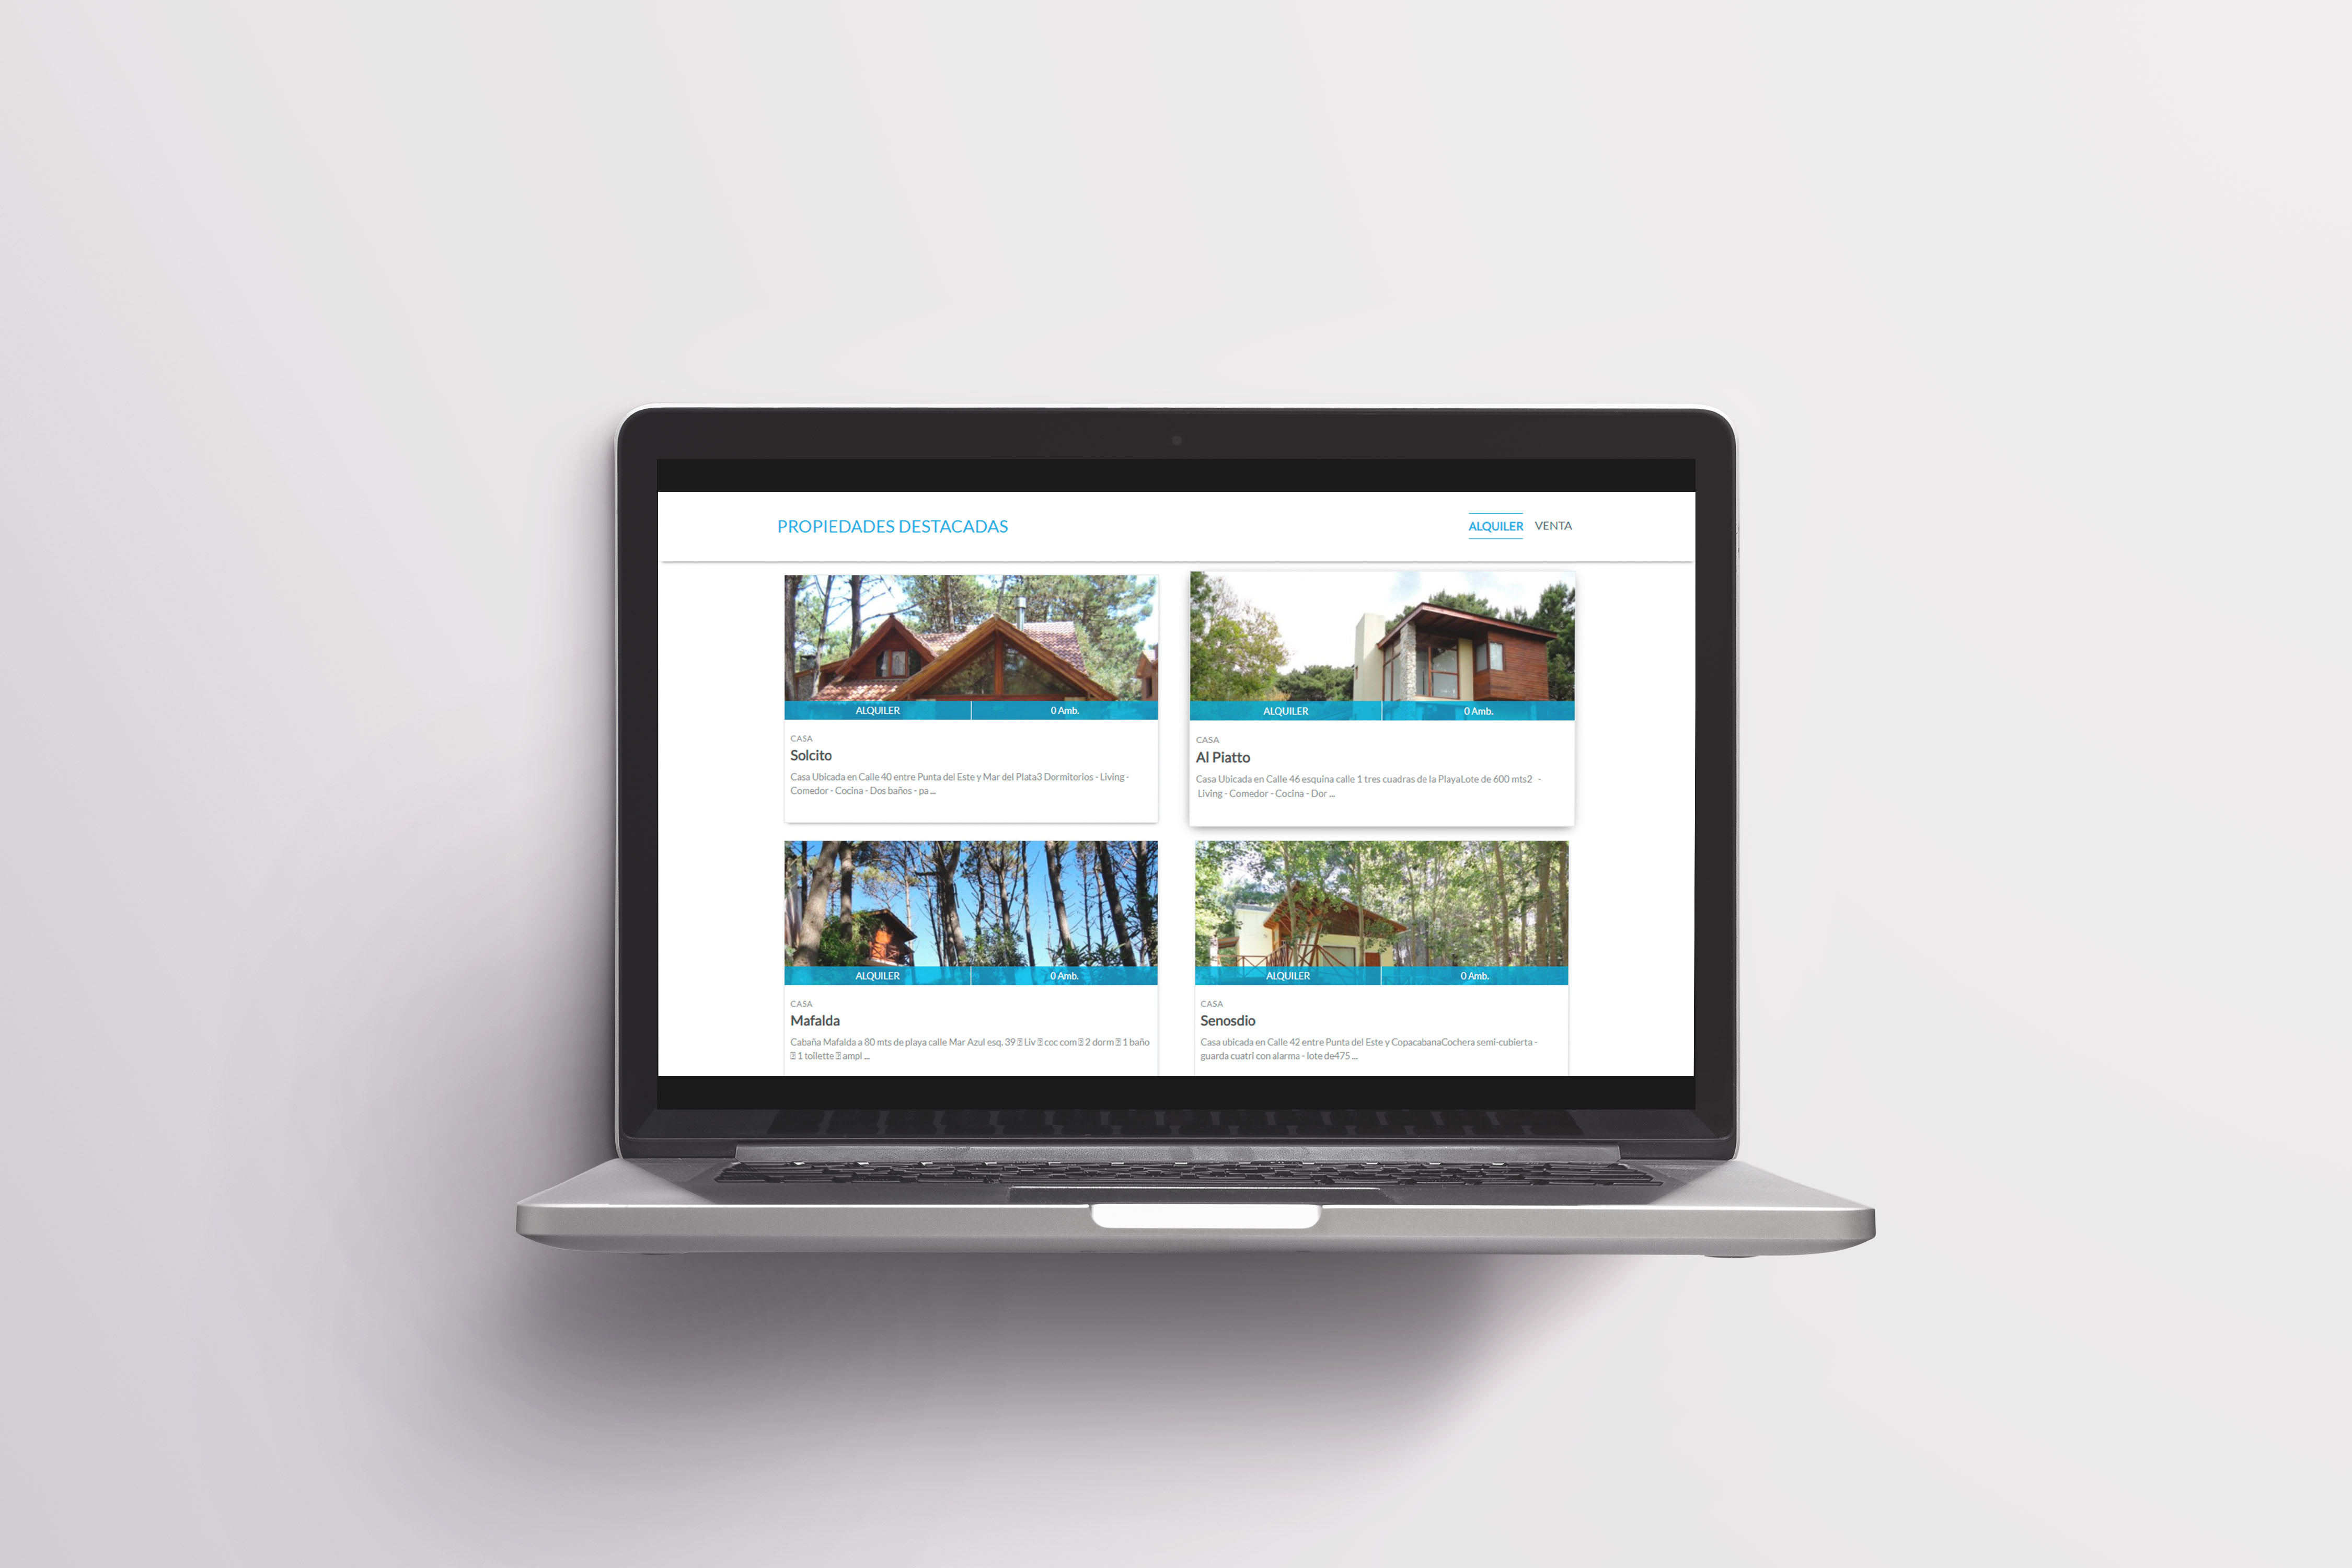 PROPIEDADES DESTACADAS
ALQUILER VENTA
ALQUILER 0 Amb.
CASA
Solcito
Casa Ubicada en Calle 40 entre Punta del Este y Mar del Plata3 Dormitorios - Living -
Comedor - Cocina - Dos baños - pa ...
ALQUILER 0 Amb.
CASA
Al Piatto
Casa Ubicada en Calle 46 esquina calle 1 tres cuadras de la PlayaLote de 600 mts2 -
Living - Comedor - Cocina - Dor ...
ALQUILER 0 Amb.
CASA
Mafalda
Cabaña Mafalda a 80 mts de playa calle Mar Azul esq. 39 ⍰ Liv ⍰ coc com ⍰ 2 dorm ⍰ 1 baño
⍰ 1 toilette ⍰ ampl ...
ALQUILER 0 Amb.
CASA
Senosdio
Casa ubicada en Calle 42 entre Punta del Este y CopacabanaCochera semi-cubierta -
guarda cuatri con alarma - lote de475 ...